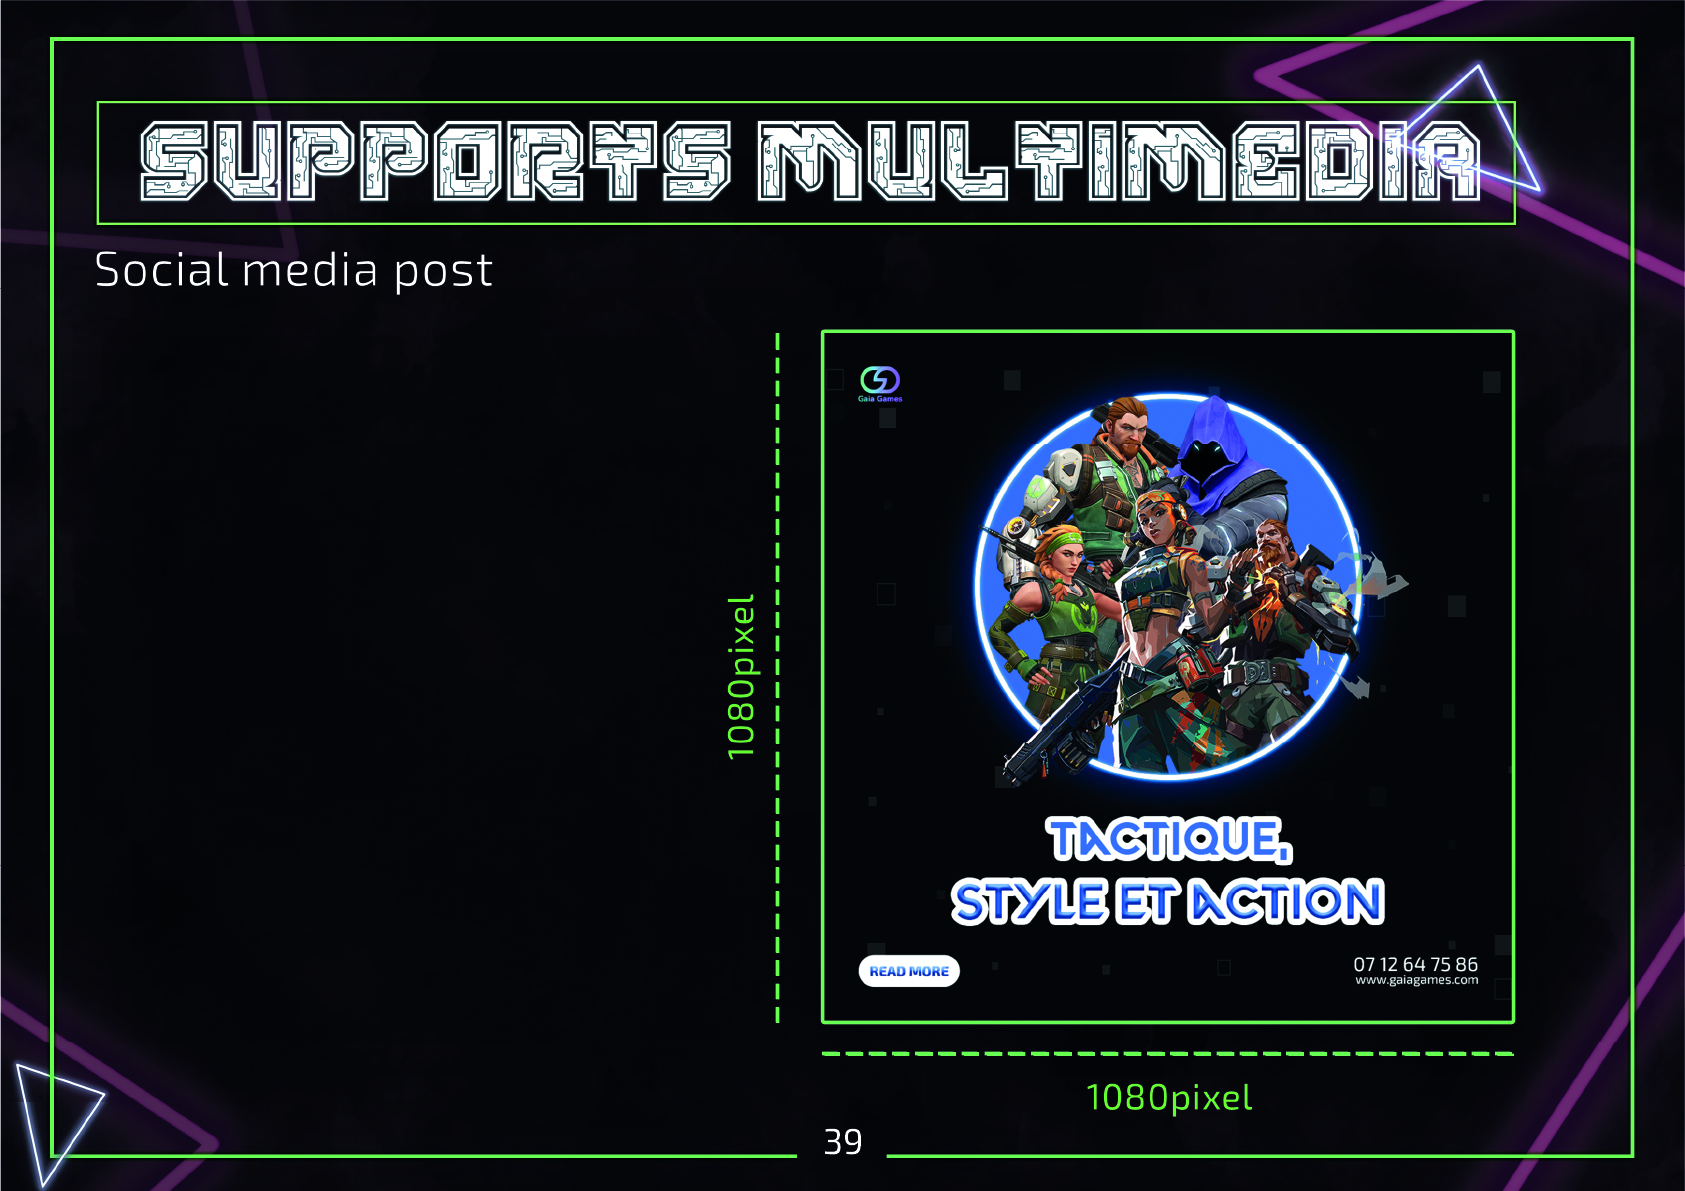 SUPPORTS MULTIMEDIA
Social media post
Gaia Games
1080pixel
TACTIQUE,
STYLE ET ACTION
READ MORE
07 12 64 75 86
www.gaiagames.com
1080pixel
39